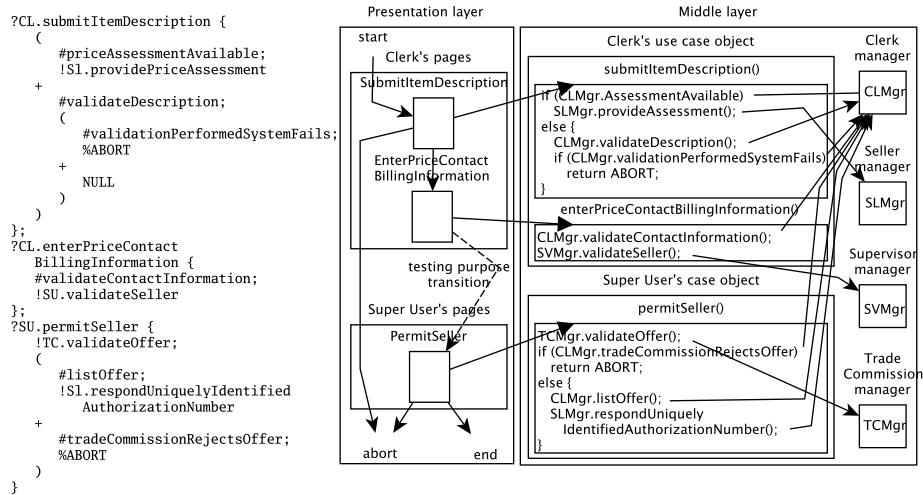 ?CL.submitItemDescription {
(
#priceAssessmentAvailable;
!Sl.providePriceAssessment
+
#validateDescription;
(
#validationPerformedSystemFails;
%ABORT
+
NULL
)
)
};
?CL.enterPriceContact
BillingInformation {
#validateContactInformation;
!SU.validateSeller
};
?SU.permitSeller {
!TC.validateOffer;
(
#listOffer;
!Sl.respondUniquelyIdentified
AuthorizationNumber
+
#tradeCommissionRejectsOffer;
%ABORT
)
}
Presentation layer
start
Clerk's pages
SubmitItemDescription
EnterPriceContact
BillingInformation
testing purpose
transition
Super User's pages
PermitSeller
abort
end
Middle layer
Clerk's use case object
submitItemDescription()
if (CLMgr.AssessmentAvailable)
SLMgr.provideAssessment();
else {
CLMgr.validateDescription();
if (CLMgr.validationPerformedSystemFails)
return ABORT;
}
enterPriceContactBillingInformation()
CLMgr.validateContactInformation();
SVMgr.validateSeller();
Super User's case object
permitSeller()
TCMgr.validateOffer();
if (CLMgr.tradeCommissionRejectsOffer)
return ABORT;
else {
CLMgr.listOffer();
SLMgr.respondUniquely
IdentifiedAuthorizationNumber();
}
Clerk
manager
CLMgr
Seller
manager
SLMgr
Supervisor
manager
SVMgr
Trade
Commission
manager
TCMgr